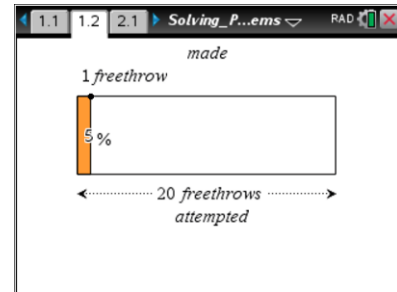 1.1 1.2 2.1 Solving_P...ems RAD
made
1 freethrow
5 %
20 freethrows
attempted